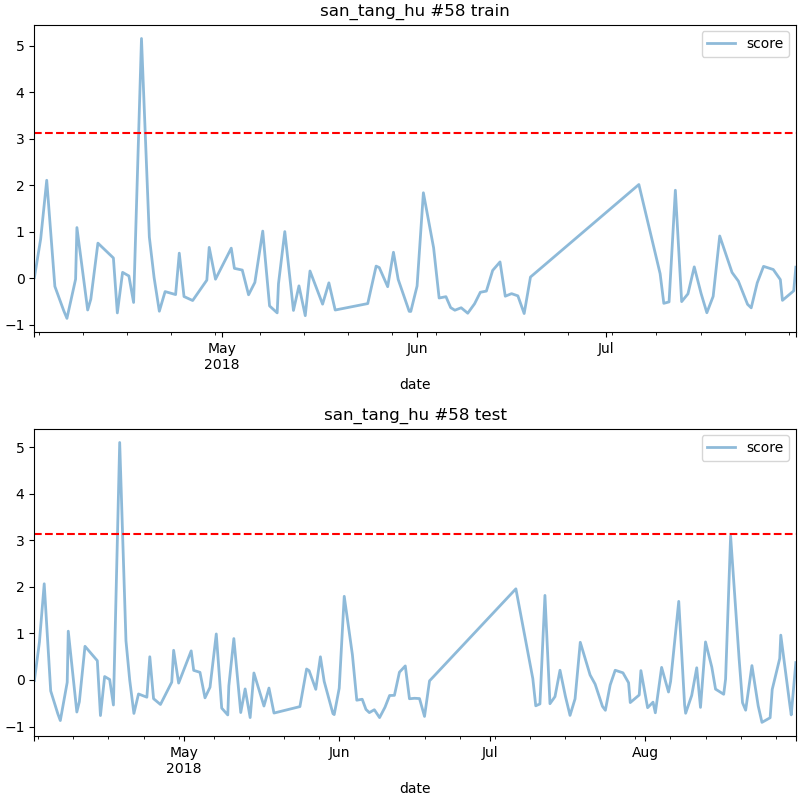 san_tang_hu #58 train
score
5
4
3
2
1
0
−1
May
2018
Jun
Jul
date
san_tang_hu #58 test
score
5
4
3
2
1
0
−1
May
2018
Jun
Jul
Aug
date